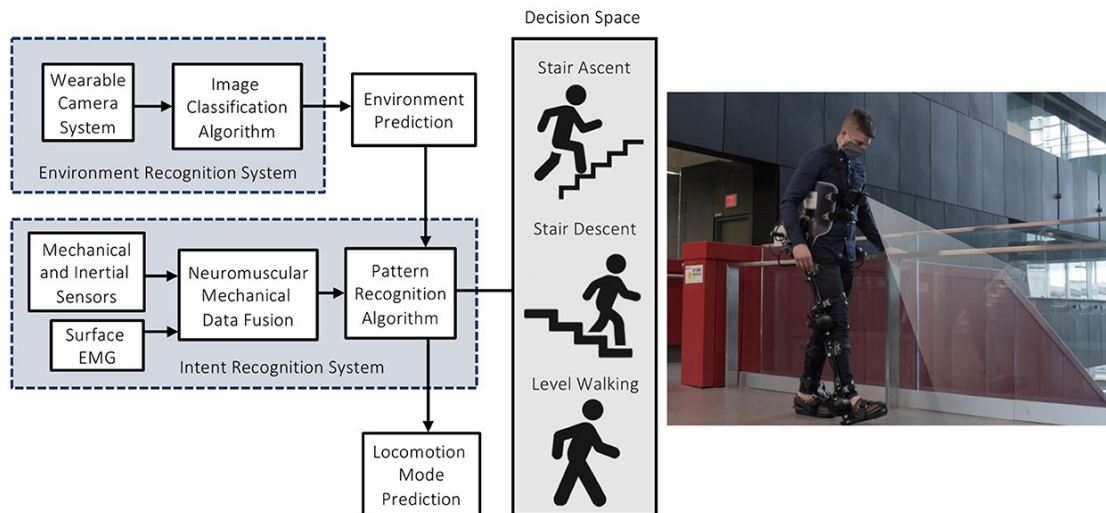 Decision Space
Wearable
Camera
System
Image
Classification
Algorithm
Environment
Prediction
Environment Recognition System
Mechanical
and Inertial
Sensors
Surface
EMG
Neuromuscular
Mechanical
Data Fusion
Pattern
Recognition
Algorithm
Intent Recognition System
Locomotion
Mode
Prediction
Stair Ascent
Stair Descent
Level Walking